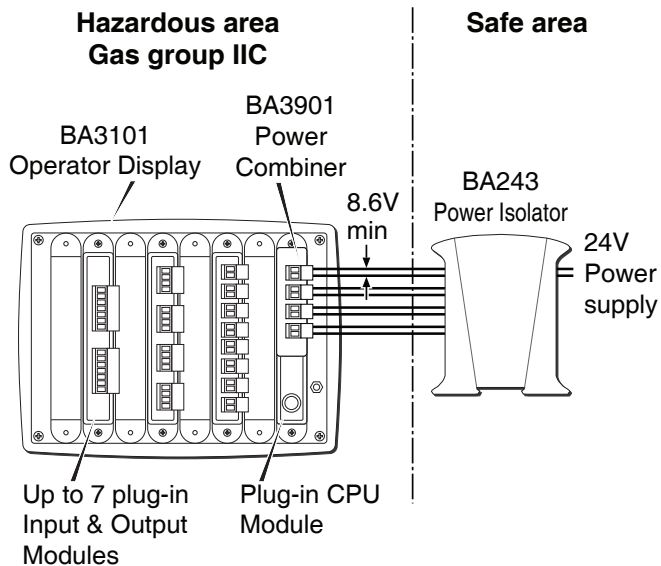 Hazardous area
Gas group IIC
Safe area
BA3901
Power
Combiner
BA3101
Operator Display
8.6V
min
BA243
Power Isolator
24V
Power
supply
Up to 7 plug-in
Input & Output
Modules
Plug-in CPU
Module